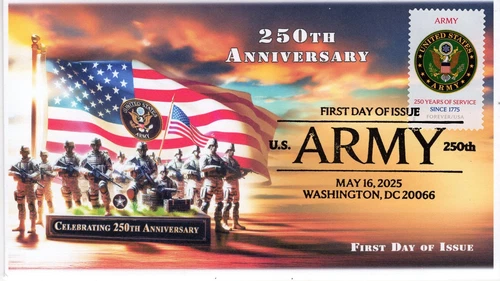 250TH
ANNIVERSARY
ARMY
UNITED STATES
ARMY
250 YEARS OF SERVICE
SINCE 1775
FOREVER/USA
FIRST DAY OF ISSUE
U.S. ARMY 250th
MAY 16, 2025
WASHINGTON, DC 20066
UNITED STATES
ARMY
CELEBRATING 250TH ANNIVERSARY
FIRST DAY OF ISSUE